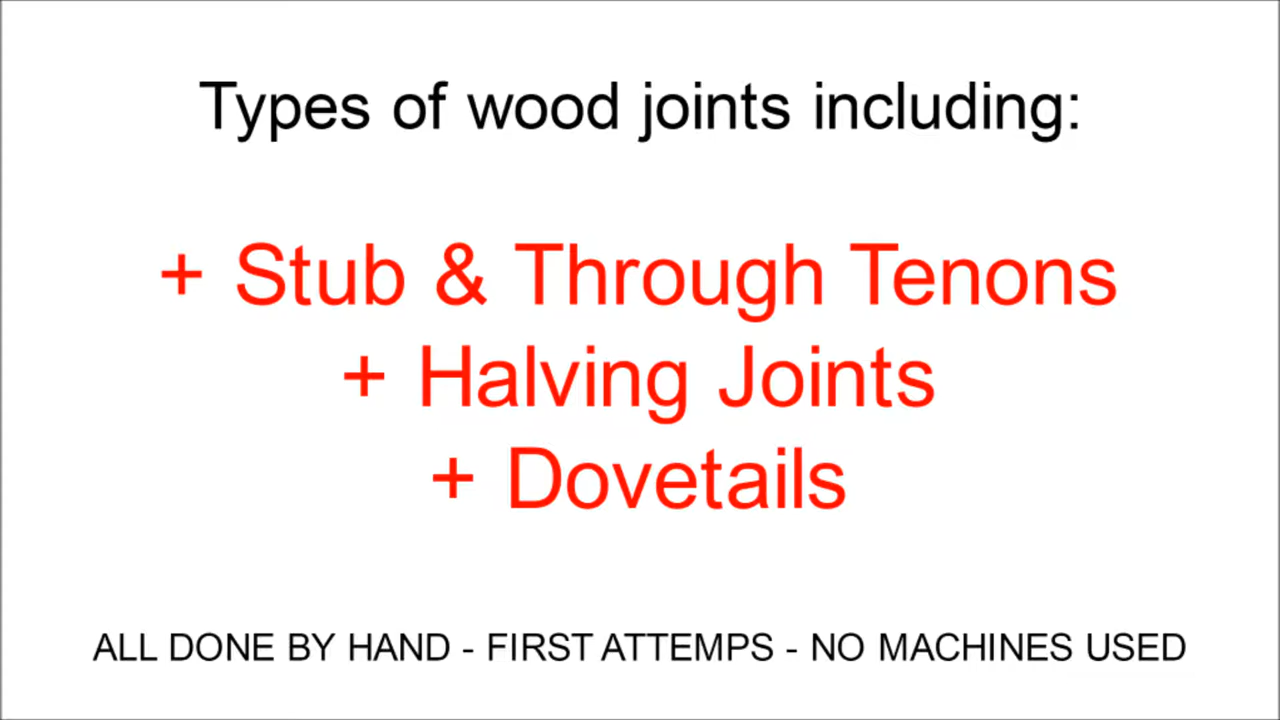 Types of wood joints including:
+ Stub & Through Tenons
+ Halving Joints
+ Dovetails
ALL DONE BY HAND - FIRST ATTEMPS - NO MACHINES USED